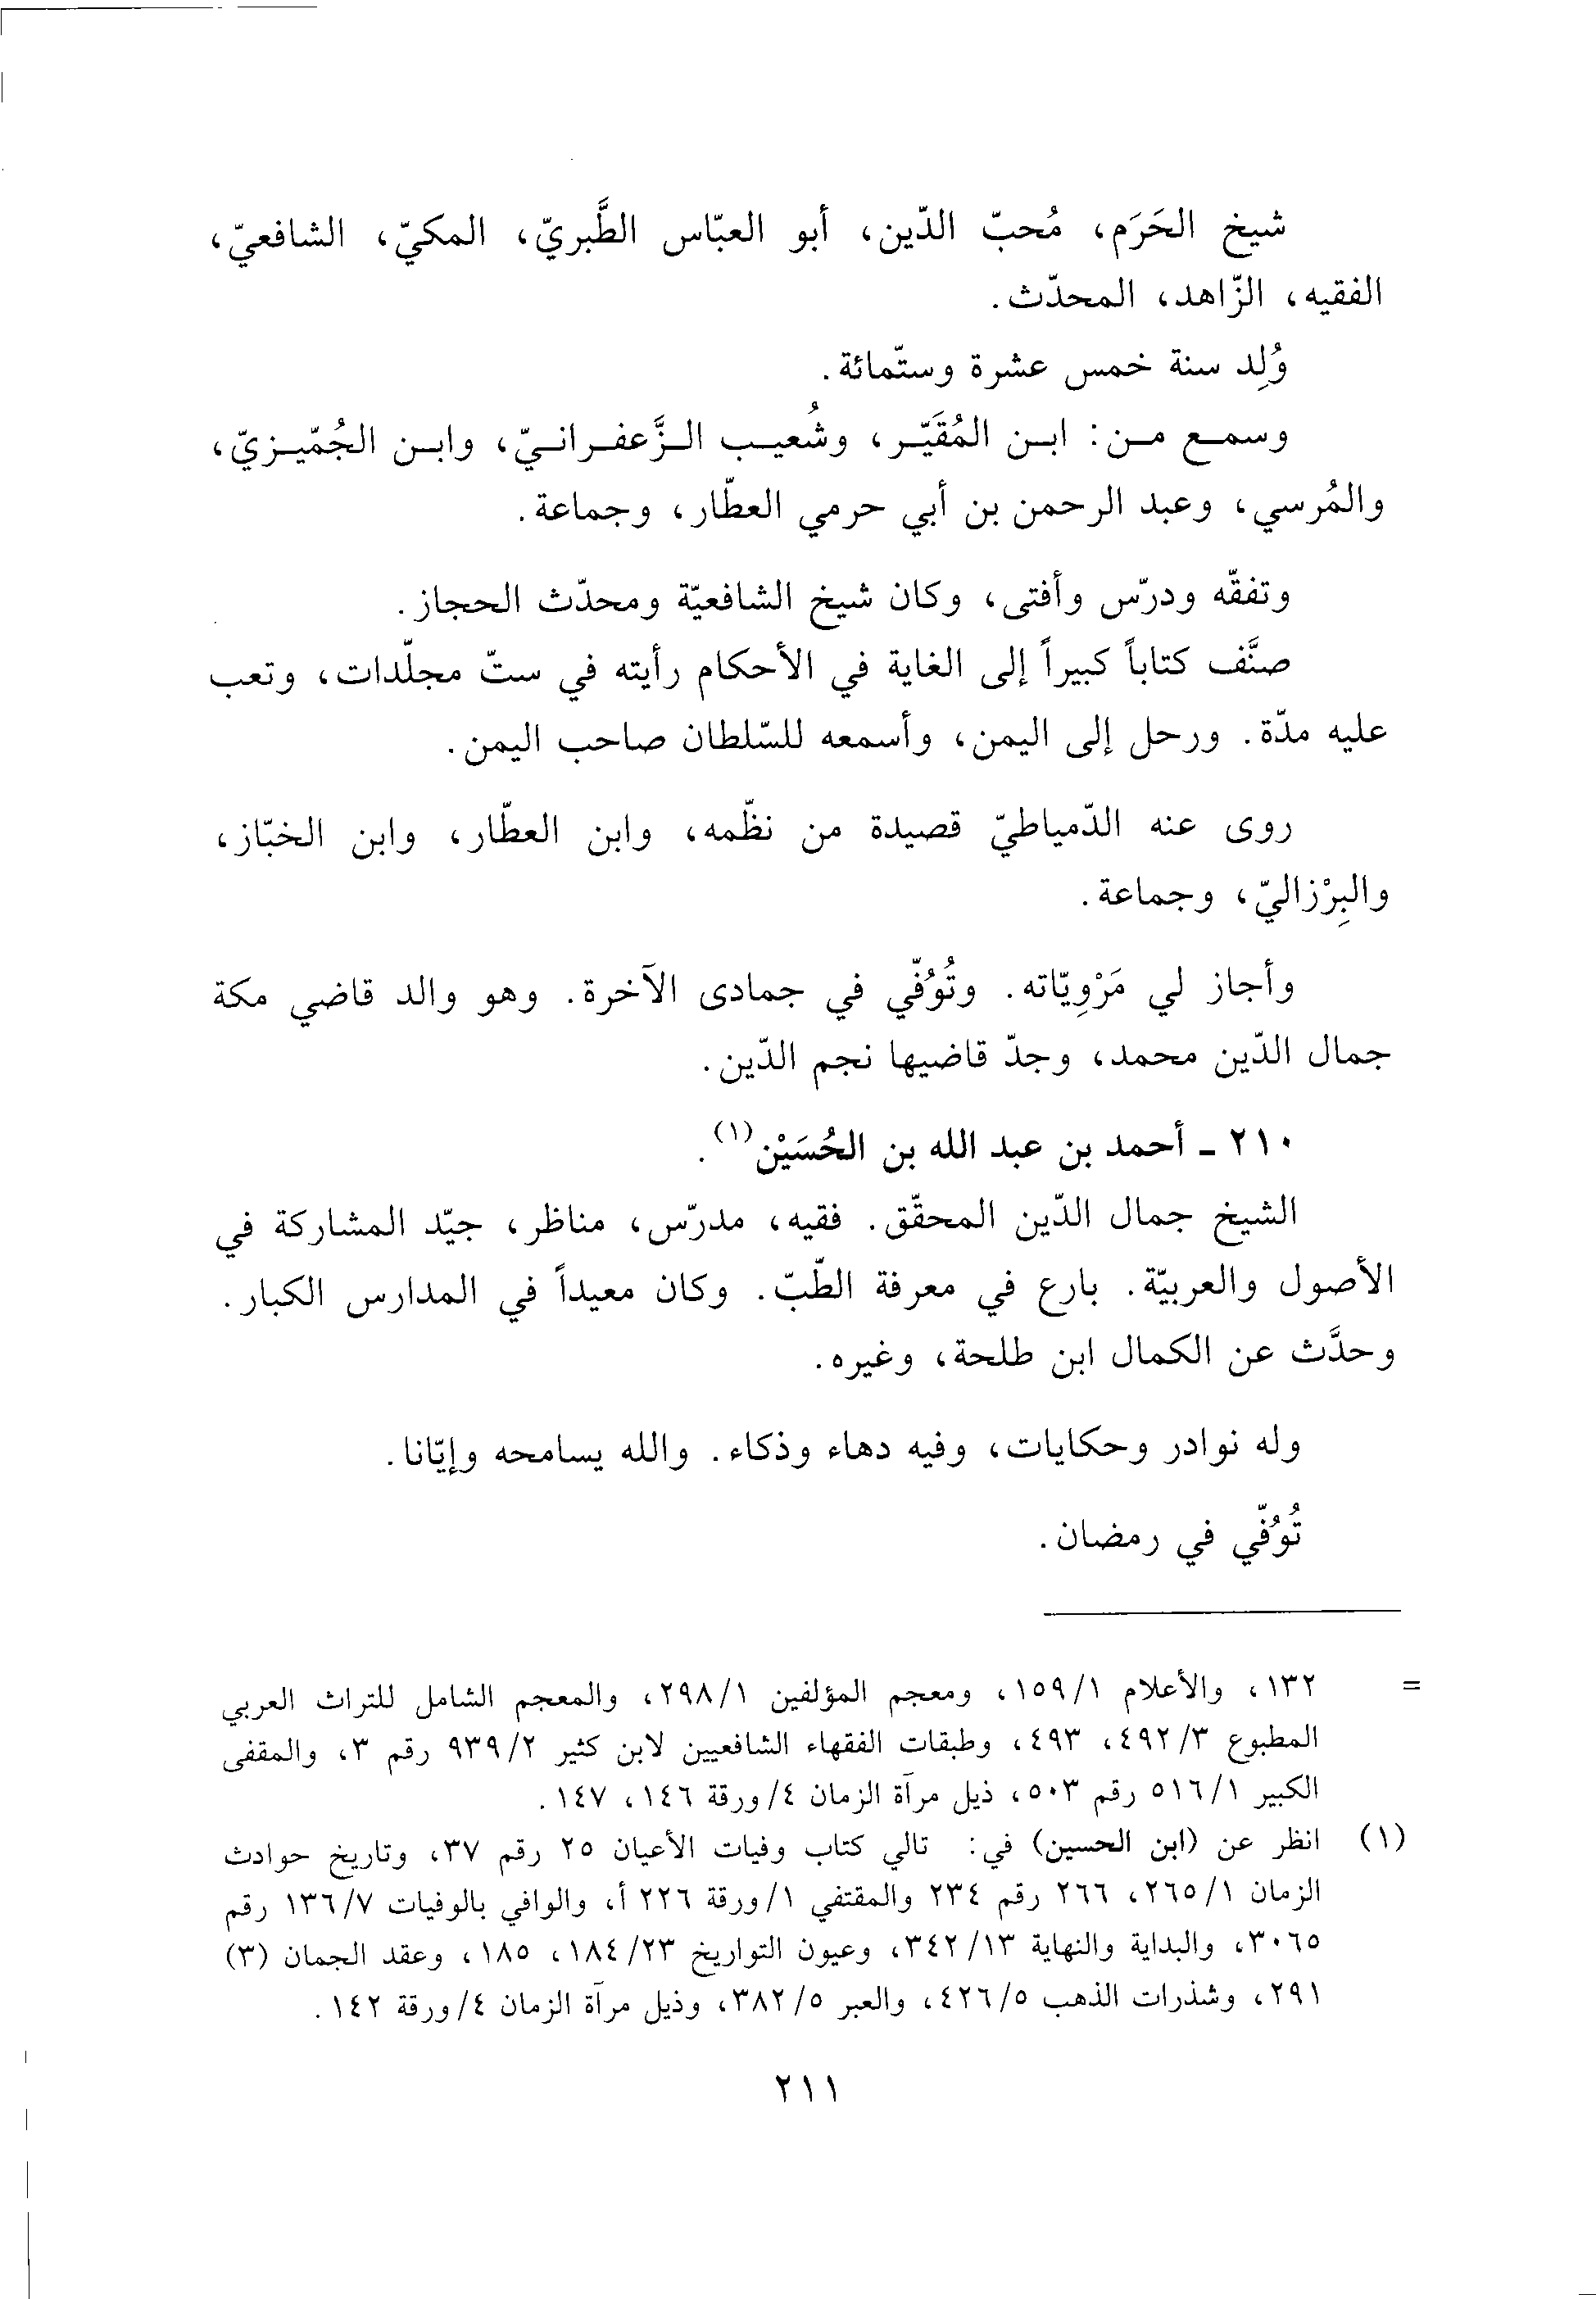 شيخ الحَرَم، مُحبّ الدّين، أبو العبّاس الطَّبريّ، المكيّ، الشافعيّ،
الفقيه، الزّاهد، المحدّث.
وُلِد سنة خمس عشرة وستّمائة.
وسمع من: ابن المُقَيّر، وشُعيب الزَّعفرانيّ، وابن الجُمّيزيّ،
والمُرسي، وعبد الرحمن بن أبي حرمي العطّار، وجماعة.
وتفقّه ودرّس وأفتى، وكان شيخ الشافعيّة ومحدّث الحجاز.
صنَّف كتاباً كبيراً إلى الغاية في الأحكام رأيته في ستّ مجلّدات، وتعب
عليه مدّة. ورحل إلى اليمن، وأسمعه للسّلطان صاحب اليمن.
روى عنه الدّمياطيّ قصيدة من نظّمه، وابن العطّار، وابن الخبّاز،
والبِرْزاليّ، وجماعة.
وأجاز لي مَرْوِيّاته. وتُوُفّي في جمادى الآخرة. وهو والد قاضي مكة
جمال الدّين محمد، وجدّ قاضيها نجم الدّين.
٢١٠ - أحمد بن عبد الله بن الحُسَيْن(١).
الشيخ جمال الدّين المحقّق. فقيه، مدرّس، مناظر، جيّد المشاركة في
الأصول والعربيّة. بارع في معرفة الطّبّ. وكان معيداً في المدارس الكبار.
وحدَّث عن الكمال ابن طلحة، وغيره.
وله نوادر وحكايات، وفيه دهاء وذكاء. والله يسامحه وإيّانا.
تُوُفّي في رمضان.
= ١٣٢، والأعلام ١/١٥٩، ومعجم المؤلفين ١/٢٩٨، والمعجم الشامل للتراث العربي
المطبوع ٣/٤٩٢، ٤٩٣، وطبقات الفقهاء الشافعيين لابن كثير ٢/٩٣٩ رقم ٣، والمقفى
الكبير ١/٥١٦ رقم ٥٠٣، ذيل مرآة الزمان ٤/ورقة ١٤٦، ١٤٧.
(١) انظر عن (ابن الحسين) في: تالي كتاب وفيات الأعيان ٢٥ رقم ٣٧، وتاريخ حوادث
الزمان ١/٢٦٥، ٢٦٦ رقم ٢٣٤ والمقتفي ١/ورقة ٢٢٦ أ، والوافي بالوفيات ٧/١٣٦ رقم
٣٠٦٥، والبداية والنهاية ١٣/٣٤٢، وعيون التواريخ ٢٣/١٨٤، ١٨٥، وعقد الجمان (٣)
٢٩١، وشذرات الذهب ٥/٤٢٦، والعبر ٥/٣٨٢، وذيل مرآة الزمان ٤/ورقة ١٤٢.
٢١١